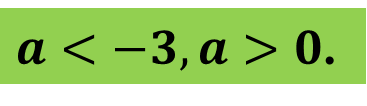 a < −3, a > 0.